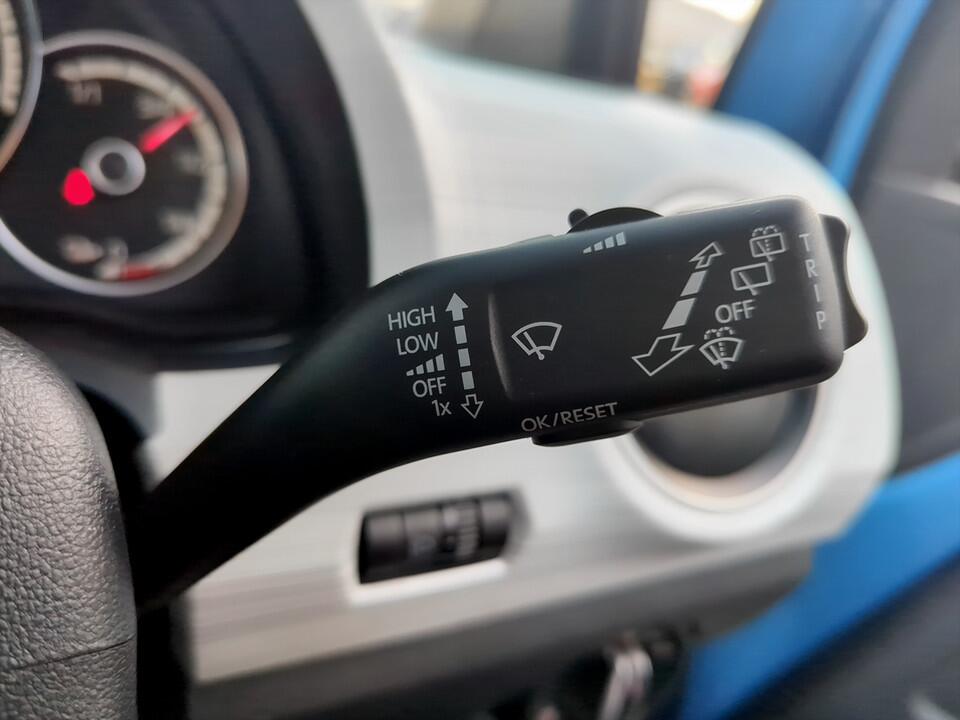 HIGH
LOW
OFF
1x
OK/RESET
OFF
TRIP